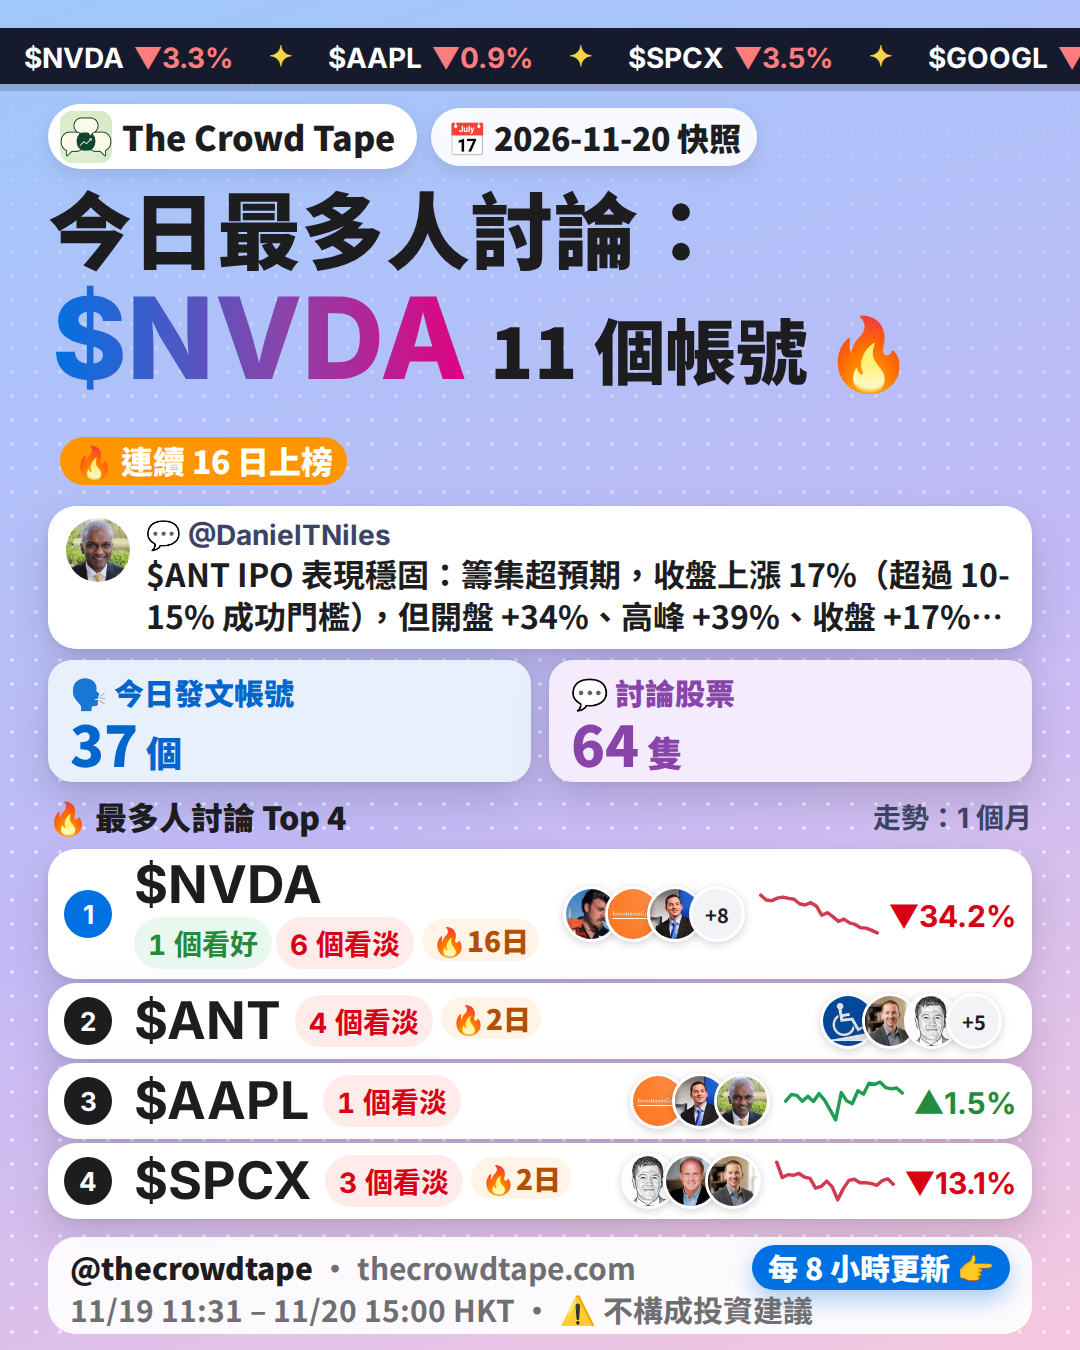 $NVDA ▼3.3% ✦ $AAPL ▼0.9% ✦ $SPCX ▼3.5% ✦ $GOOGL ▼
The Crowd Tape 📅 2026-11-20 快照
今日最多人討論：
$NVDA 11 個帳號 🔥
🔥 連續 16 日上榜
💬 @DanielTNiles
$ANT IPO 表現穩固：籌集超預期，收盤上漲 17%（超過 10-
15% 成功門檻），但開盤 +34%、高峰 +39%、收盤 +17%⋯
🗣️ 今日發文帳號
37 個
💬 討論股票
64 隻
🔥 最多人討論 Top 4 走勢：1 個月
1 $NVDA
1 個看好 6 個看淡 🔥16日 +8 ▼34.2%
2 $ANT 4 個看淡 🔥2日 +5
3 $AAPL 1 個看淡 ▲1.5%
4 $SPCX 3 個看淡 🔥2日 ▼13.1%
@thecrowdtape · thecrowdtape.com 每 8 小時更新 👉
11/19 11:31 – 11/20 15:00 HKT · ⚠️ 不構成投資建議